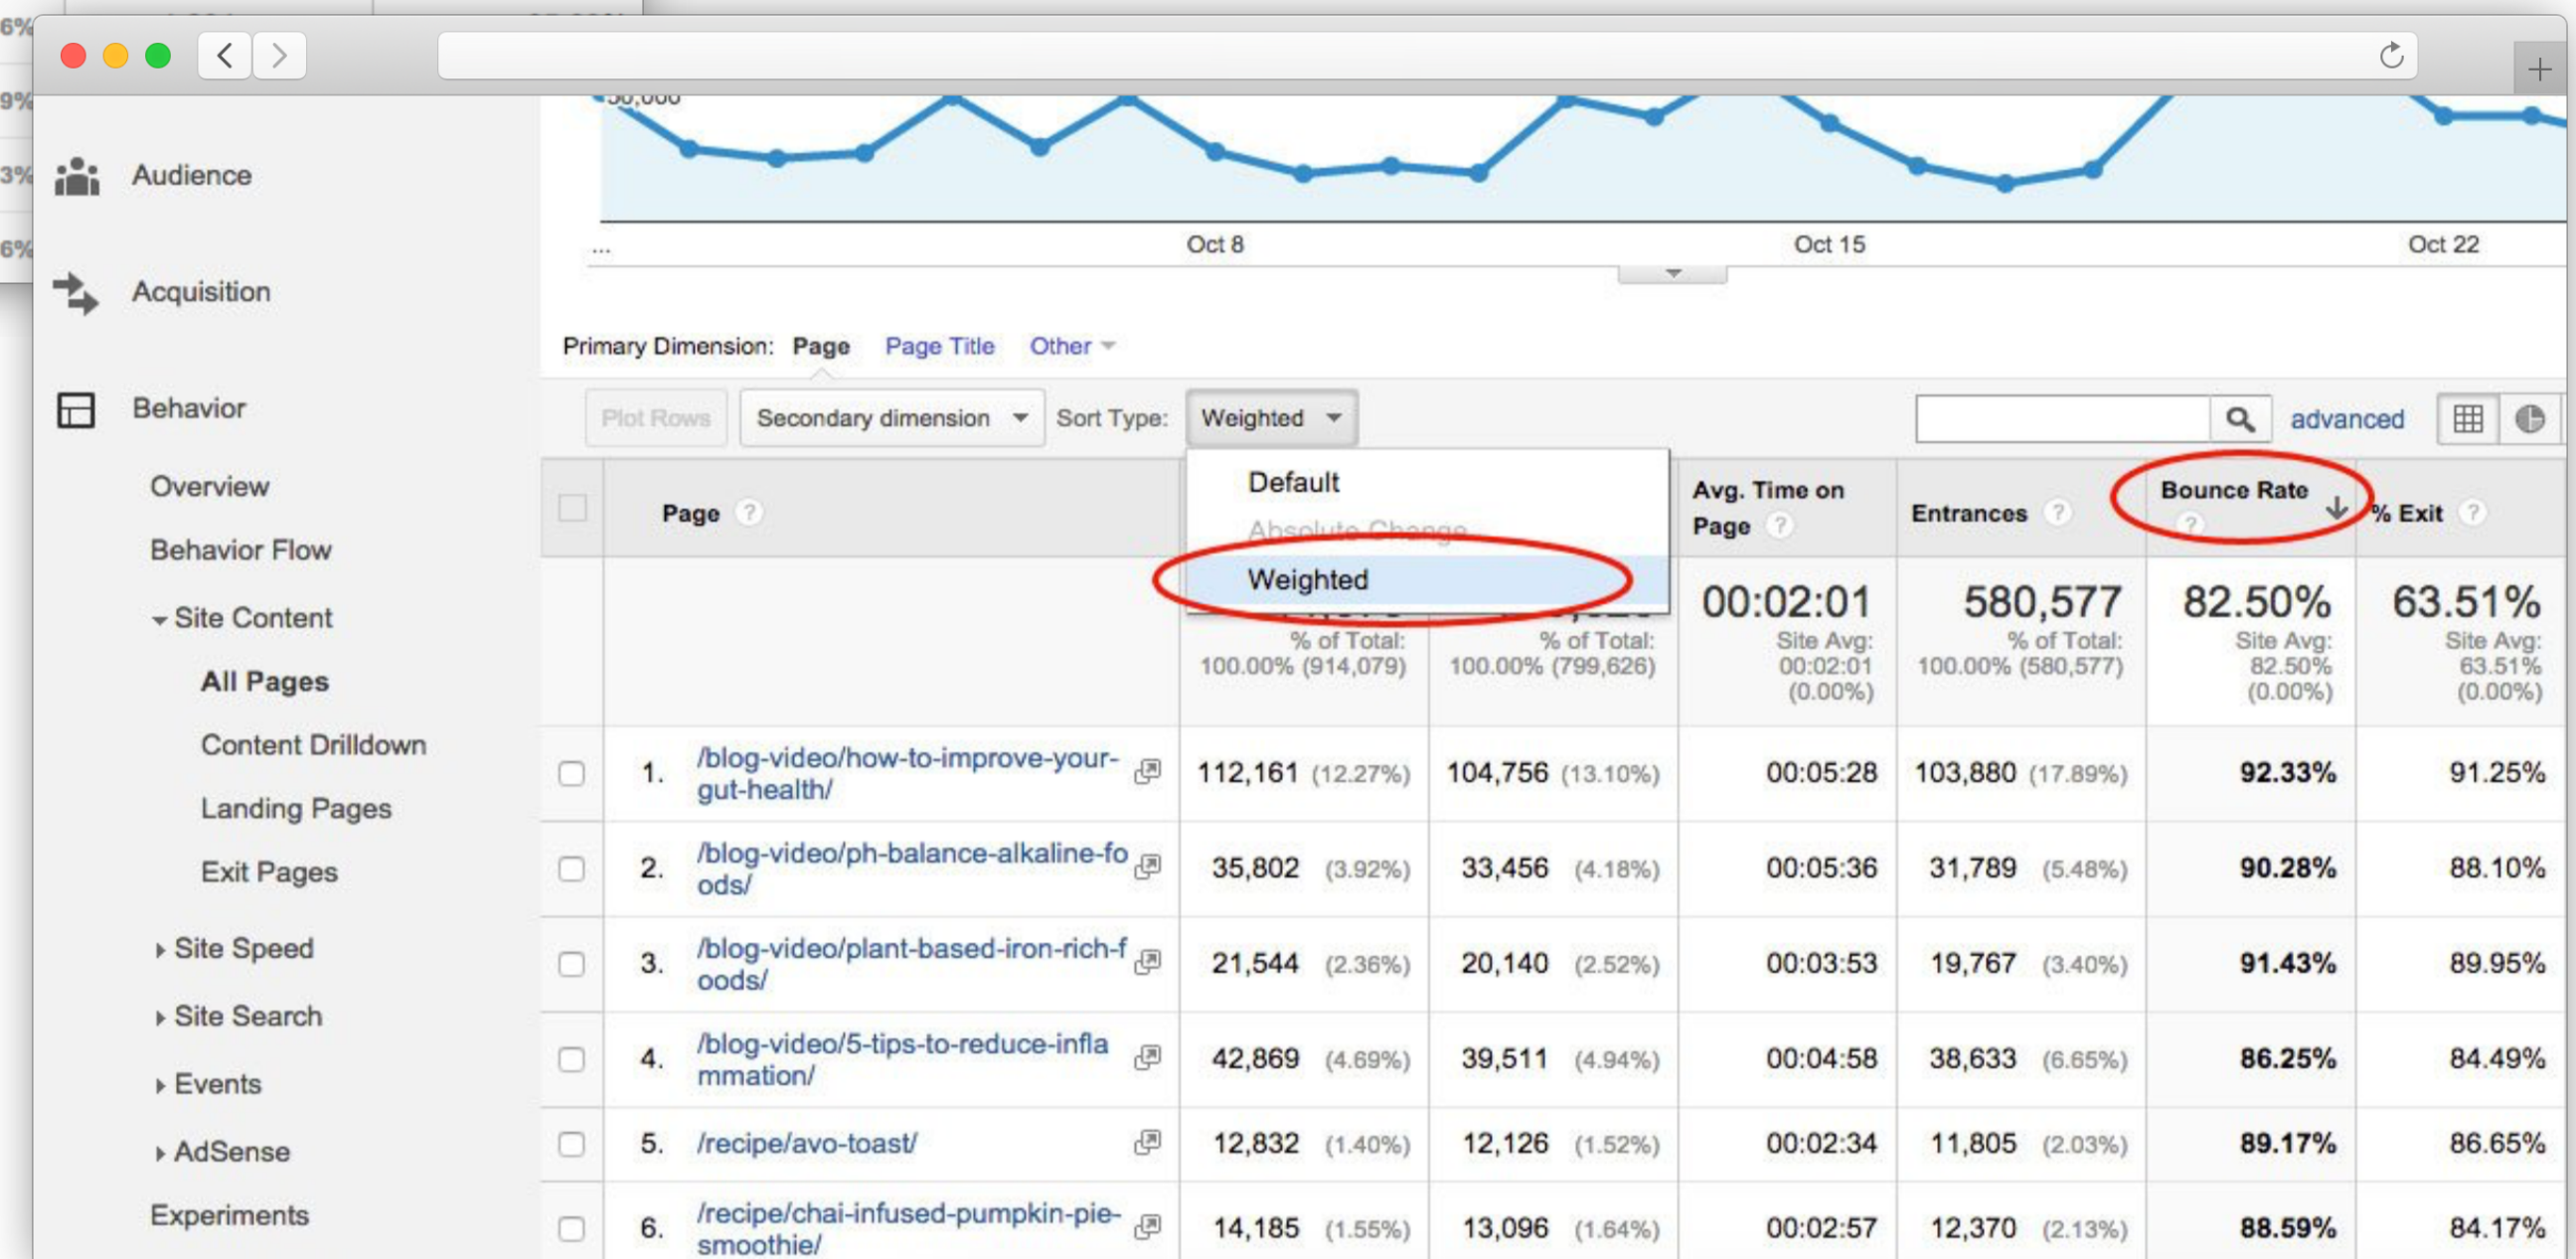 6%
9%
3%
6%
50,000
...
Oct 8
Oct 15
Oct 22
Audience
Acquisition
Behavior
Overview
Behavior Flow
Site Content
All Pages
Content Drilldown
Landing Pages
Exit Pages
Site Speed
Site Search
Events
AdSense
Experiments
Primary Dimension: Page Page Title Other
Plot Rows Secondary dimension Sort Type: Weighted advanced
Default
Absolute Change
Weighted
Page ?
Avg. Time on
Page ?
Entrances ?
Bounce Rate
?
% Exit ?
% of Total:
100.00% (914,079)
% of Total:
100.00% (799,626)
00:02:01
Site Avg:
00:02:01
(0.00%)
580,577
% of Total:
100.00% (580,577)
82.50%
Site Avg:
82.50%
(0.00%)
63.51%
Site Avg:
63.51%
(0.00%)
1. /blog-video/how-to-improve-your-
gut-health/
112,161 (12.27%) 104,756 (13.10%) 00:05:28 103,880 (17.89%) 92.33% 91.25%
2. /blog-video/ph-balance-alkaline-fo
ods/
35,802 (3.92%) 33,456 (4.18%) 00:05:36 31,789 (5.48%) 90.28% 88.10%
3. /blog-video/plant-based-iron-rich-f
oods/
21,544 (2.36%) 20,140 (2.52%) 00:03:53 19,767 (3.40%) 91.43% 89.95%
4. /blog-video/5-tips-to-reduce-infla
mmation/
42,869 (4.69%) 39,511 (4.94%) 00:04:58 38,633 (6.65%) 86.25% 84.49%
5. /recipe/avo-toast/ 12,832 (1.40%) 12,126 (1.52%) 00:02:34 11,805 (2.03%) 89.17% 86.65%
6. /recipe/chai-infused-pumpkin-pie-
smoothie/
14,185 (1.55%) 13,096 (1.64%) 00:02:57 12,370 (2.13%) 88.59% 84.17%